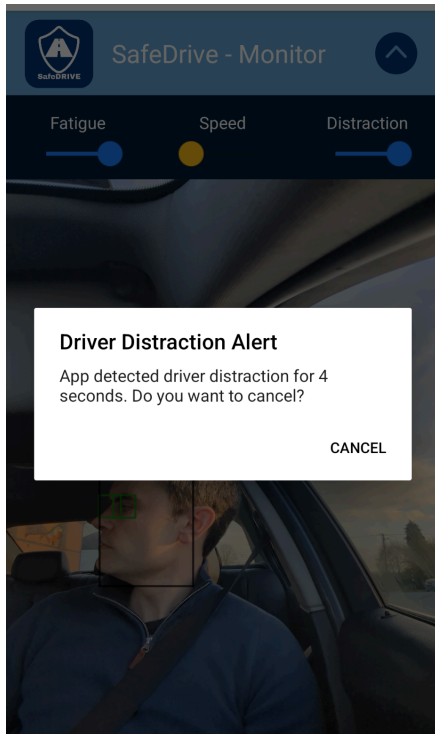 SafeDRIVE
SafeDrive - Monitor
Fatigue Speed Distraction
Driver Distraction Alert
App detected driver distraction for 4
seconds. Do you want to cancel?
CANCEL